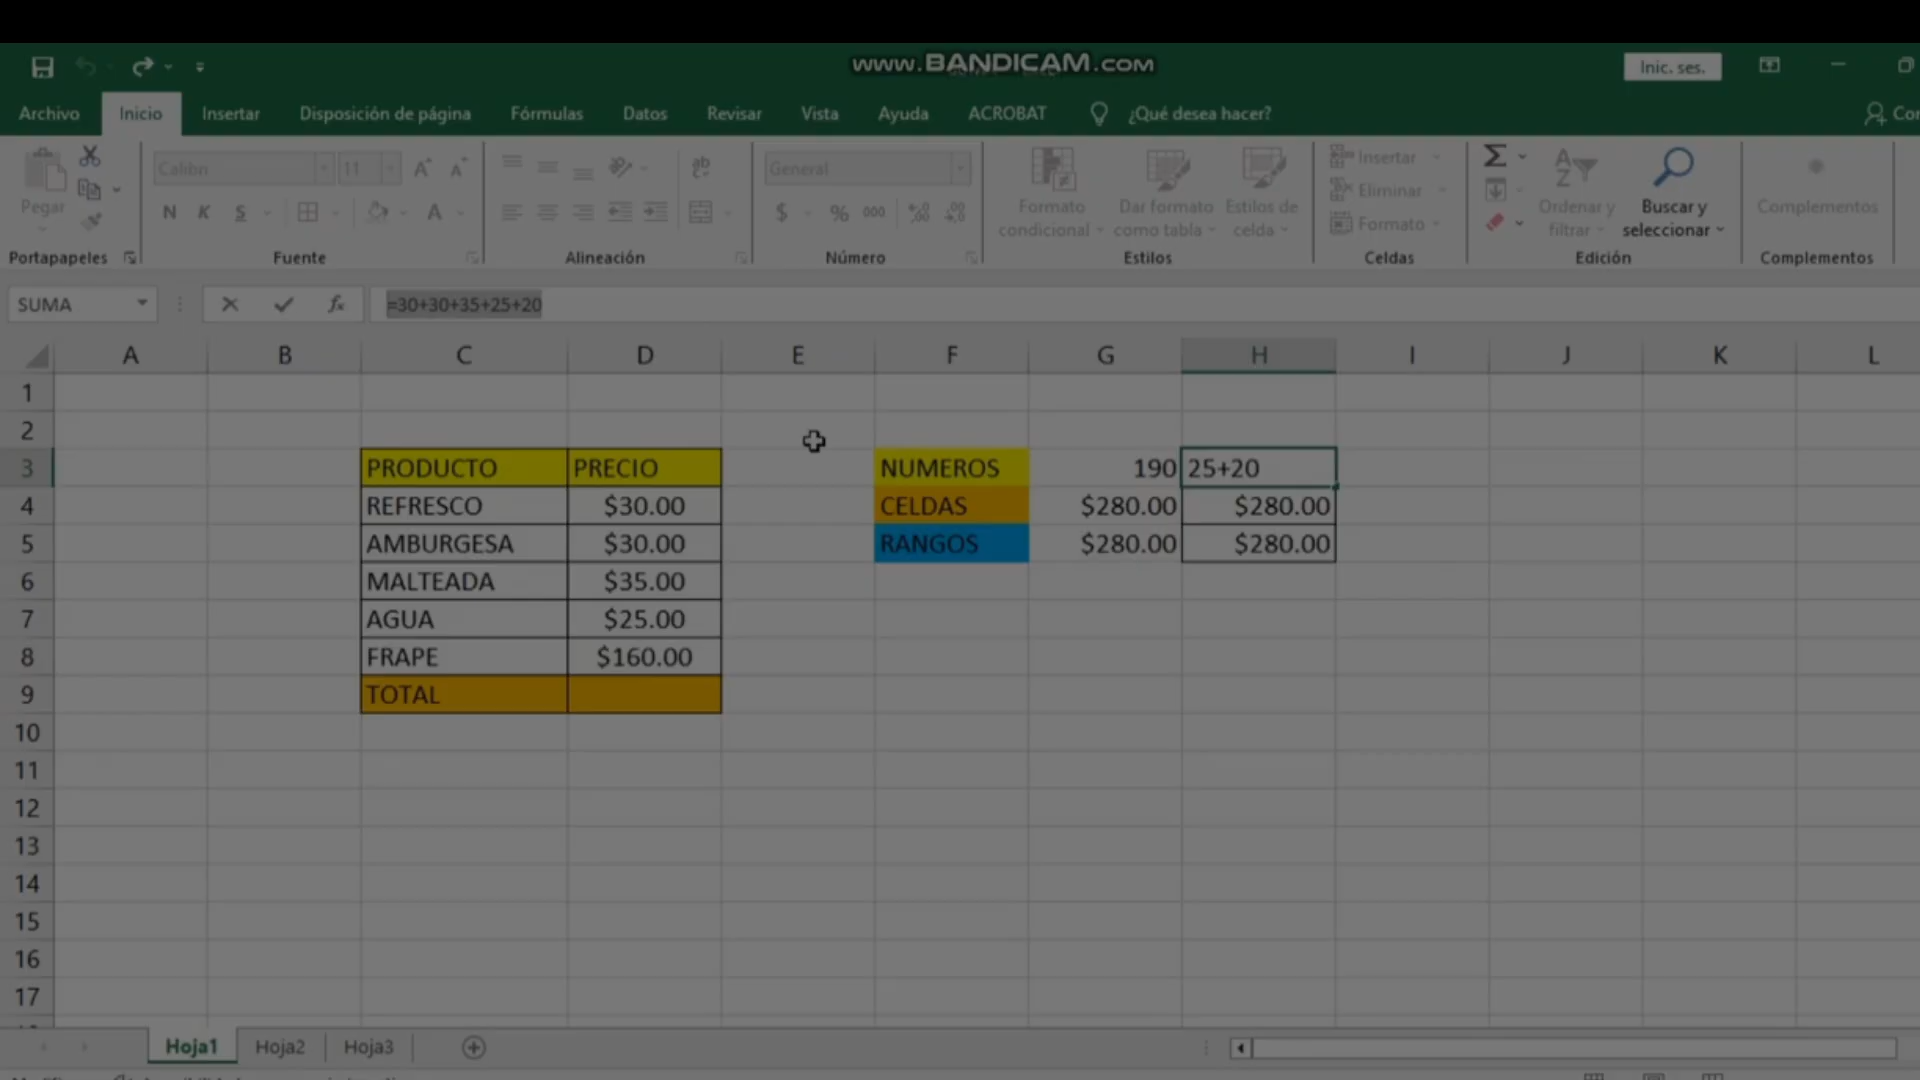 www.BANDICAM.com
Inic. ses.
Archivo Inicio Insertar Disposición de página Fórmulas Datos Revisar Vista Ayuda ACROBAT ¿Qué desea hacer?
Pegar
Calibri 11
N K S
General
$ % 000
Formato condicional
Dar formato como tabla
Estilos de celda
Insertar
Eliminar
Formato
Ordenar y filtrar
Buscar y seleccionar
Complementos
Portapapeles Fuente Alineación Número Estilos Celdas Edición Complementos
SUMA fx =30+30+35+25+20
A B C D E F G H I J K L
1
2
3 PRODUCTO PRECIO NUMEROS 190 25+20
4 REFRESCO $30.00 CELDAS $280.00 $280.00
5 AMBURGESA $30.00 RANGOS $280.00 $280.00
6 MALTEADA $35.00
7 AGUA $25.00
8 FRAPE $160.00
9 TOTAL
10
11
12
13
14
15
16
17
Hoja1 Hoja2 Hoja3